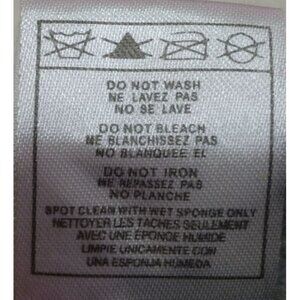 DO NOT WASH
NE LAVEZ PAS
NO SE LAVE
DO NOT BLEACH
NE BLANCHISSEZ PAS
NO BLANQUEE EL
DO NOT IRON
NE REPASSEZ PAS
NO PLANCHE
SPOT CLEAN WITH WET SPONGE ONLY
NETTOYER LES TACHES SEULEMENT
AVEC UNE ÉPONGE HUMIDE
LIMPIE UNICAMENTE CON
UNA ESPONJA HUMEDA